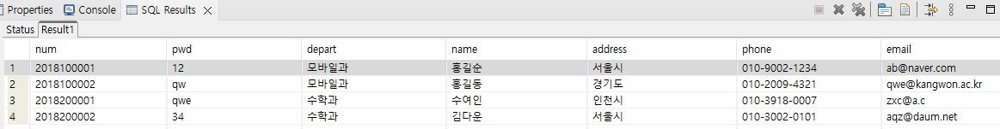 Properties Console SQL Results
Status Result1
num pwd depart name address phone email
1 2018100001 12 모바일과 홍길순 서울시 010-9002-1234 ab@naver.com
2 2018100002 qw 모바일과 홍길동 경기도 010-2009-4321 qwe@kangwon.ac.kr
3 2018200001 qwe 수학과 수여인 인천시 010-3918-0007 zxc@a.c
4 2018200002 34 수학과 김다운 서울시 010-3002-0101 aqz@daum.net